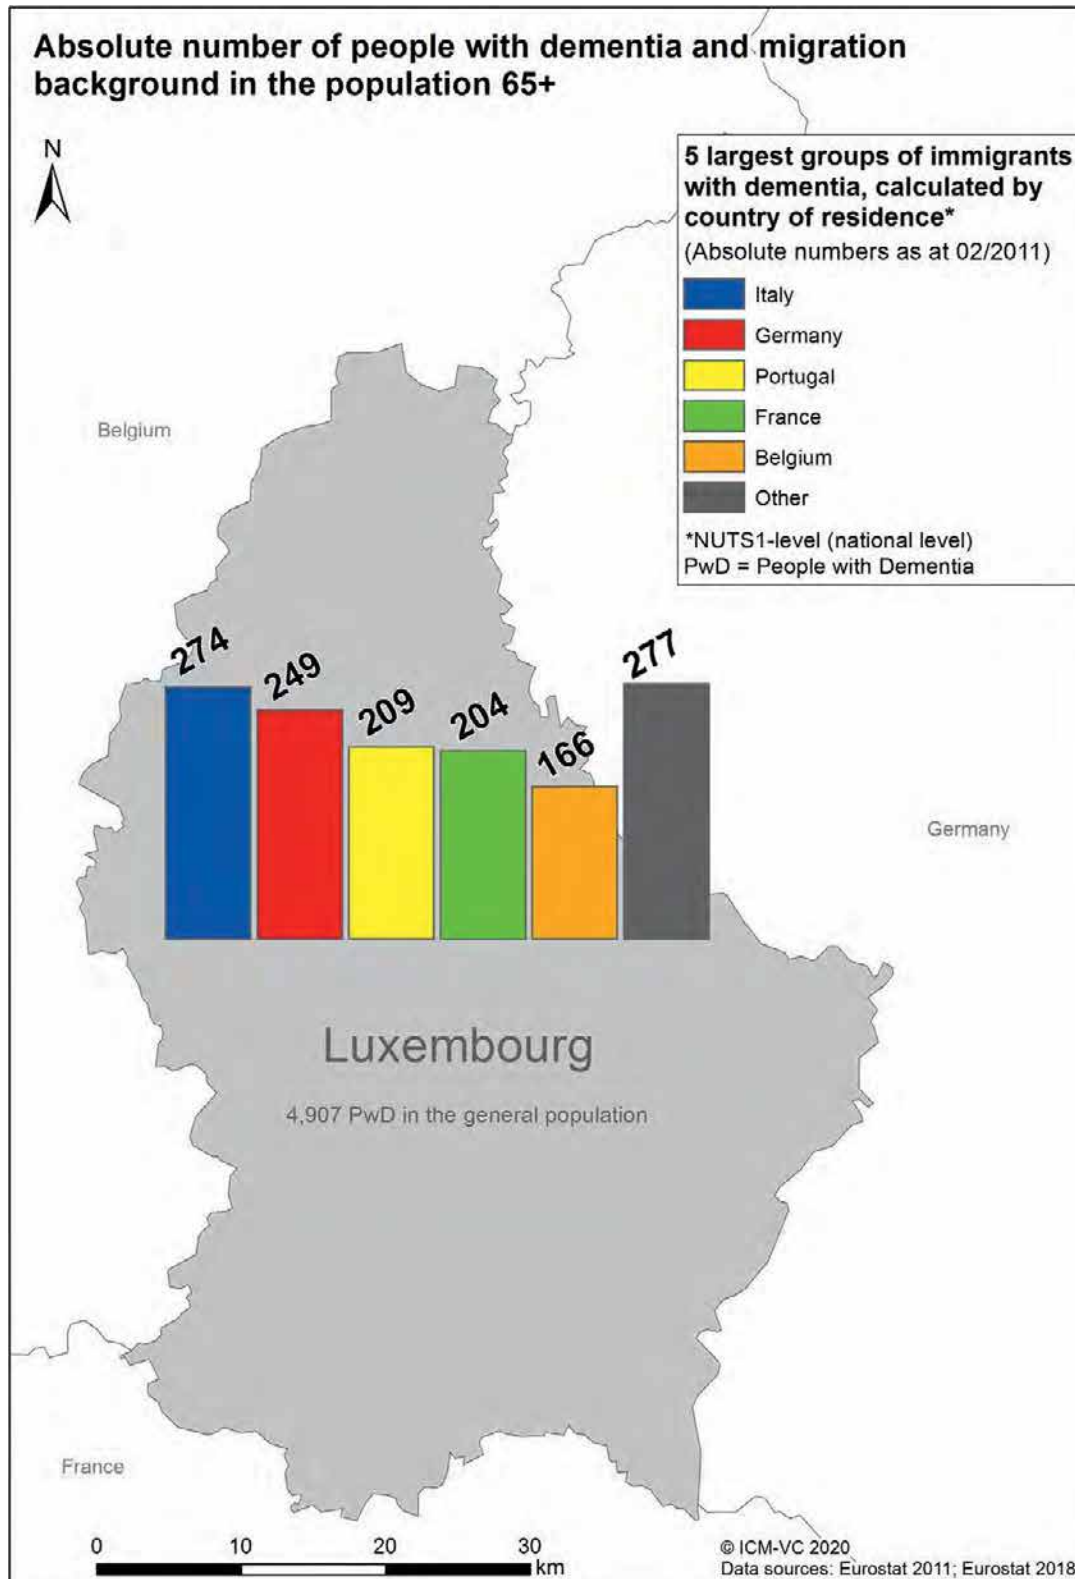 Absolute number of people with dementia and migration
background in the population 65+
N
5 largest groups of immigrants
with dementia, calculated by
country of residence*
(Absolute numbers as at 02/2011)
Italy
Germany
Portugal
France
Belgium
Other
*NUTS1-level (national level)
PwD = People with Dementia
Belgium
274
249
209
204
166
277
Germany
Luxembourg
4,907 PwD in the general population
France
0 10 20 30
km
© ICM-VC 2020
Data sources: Eurostat 2011; Eurostat 2018